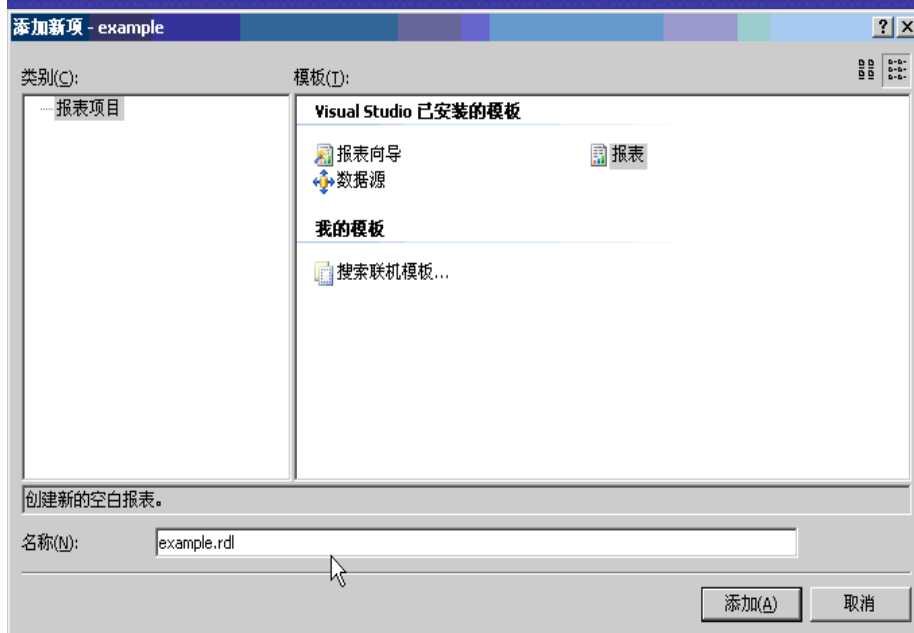 添加新项 - example
类别(C):
模板(T):
报表项目
Visual Studio 已安装的模板
报表向导
报表
数据源
我的模板
搜索联机模板...
创建新的空白报表。
名称(N):
example.rdl
添加(A)
取消